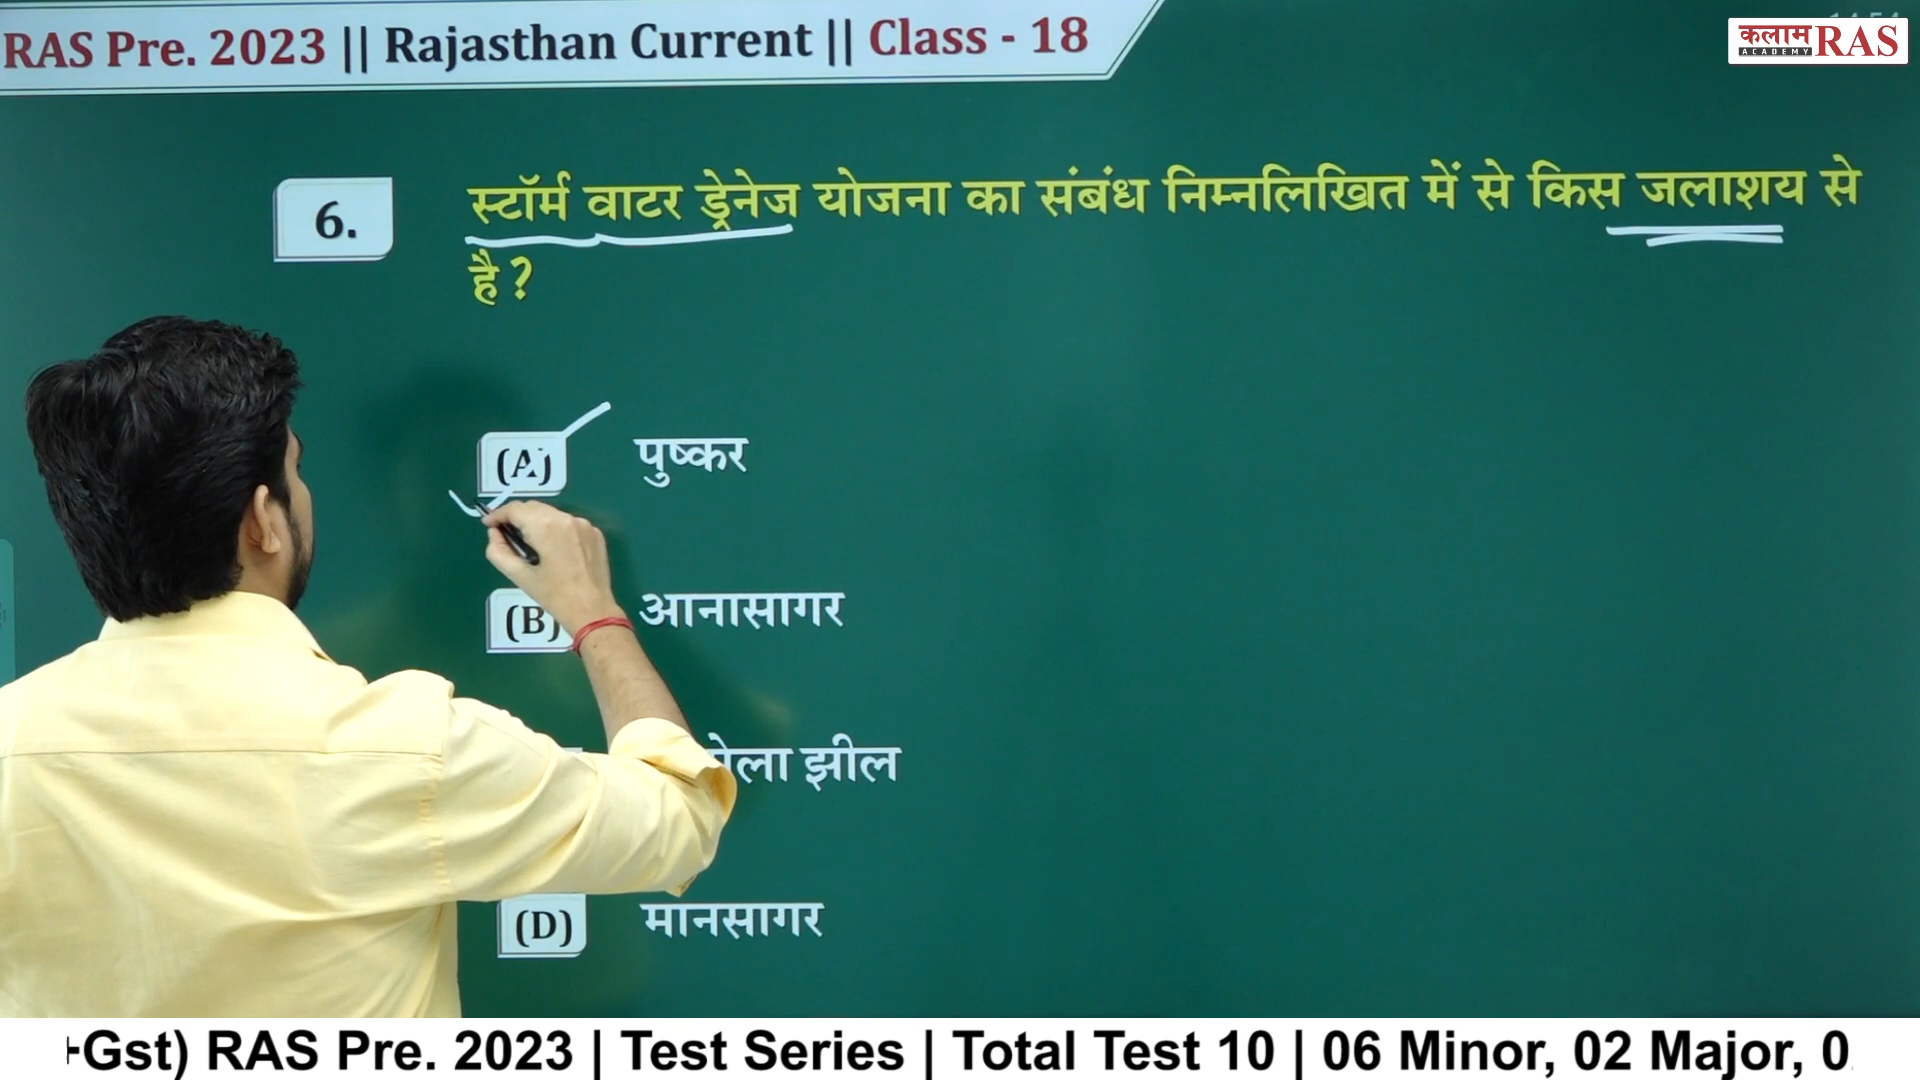 RAS Pre. 2023 || Rajasthan Current || Class - 18
कलाम RAS
ACADEMY
6. स्टॉर्म वाटर ड्रेनेज योजना का संबंध निम्नलिखित में से किस जलाशय से
है ?
(A) पुष्कर
(B) आनासागर
झील
(D) मानसागर
+Gst) RAS Pre. 2023 | Test Series | Total Test 10 | 06 Minor, 02 Major, 0